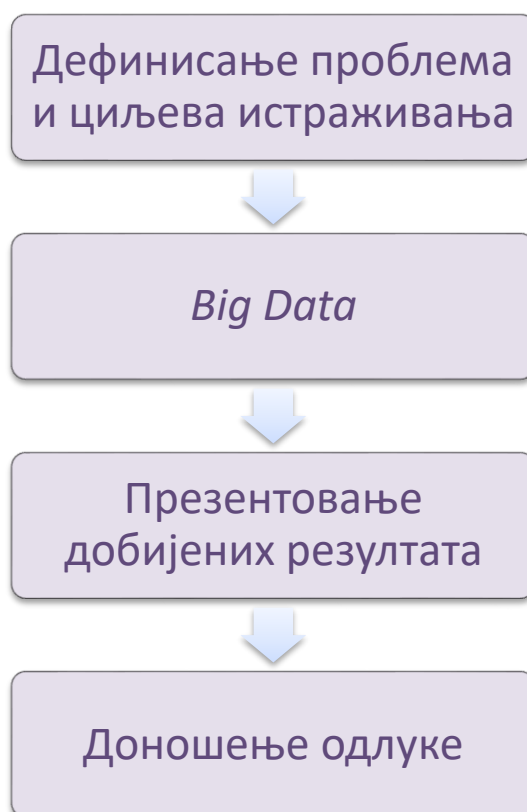 Дефинисање проблема
и циљева истраживања
Big Data
Презентовање
добијених резултата
Доношење одлуке